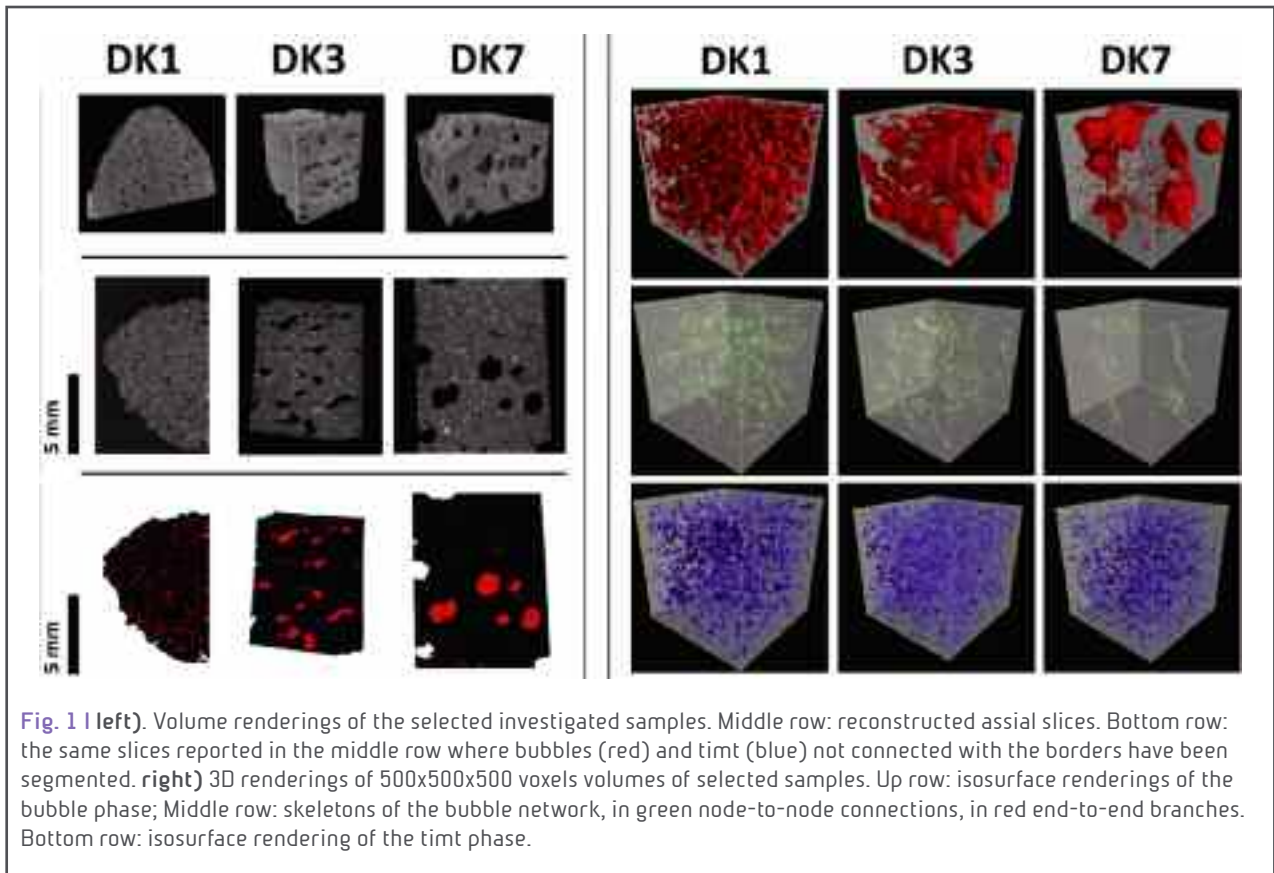 DK1 DK3 DK7 DK1 DK3 DK7
5 mm
5 mm
Fig. 1 | left). Volume renderings of the selected investigated samples. Middle row: reconstructed assial slices. Bottom row:
the same slices reported in the middle row where bubbles (red) and timt (blue) not connected with the borders have been
segmented. right) 3D renderings of 500x500x500 voxels volumes of selected samples. Up row: isosurface renderings of the
bubble phase; Middle row: skeletons of the bubble network, in green node-to-node connections, in red end-to-end branches.
Bottom row: isosurface rendering of the timt phase.